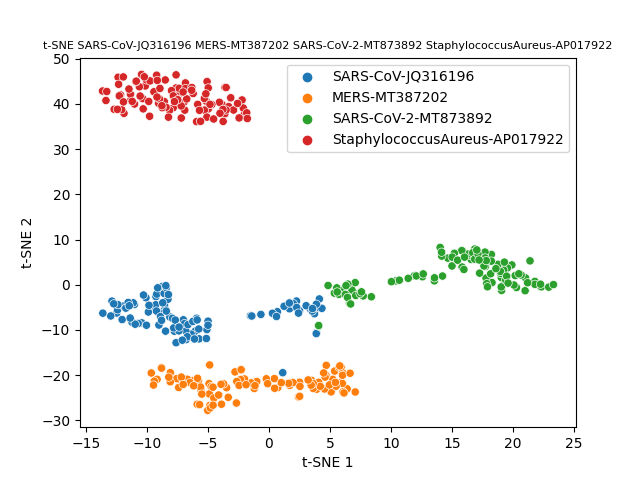 t-SNE SARS-CoV-JQ316196 MERS-MT387202 SARS-CoV-2-MT873892 StaphylococcusAureus-AP017922
SARS-CoV-JQ316196
MERS-MT387202
SARS-CoV-2-MT873892
StaphylococcusAureus-AP017922
t-SNE 2
50
40
30
20
10
0
−10
−20
−30
−15 −10 −5 0 5 10 15 20 25
t-SNE 1